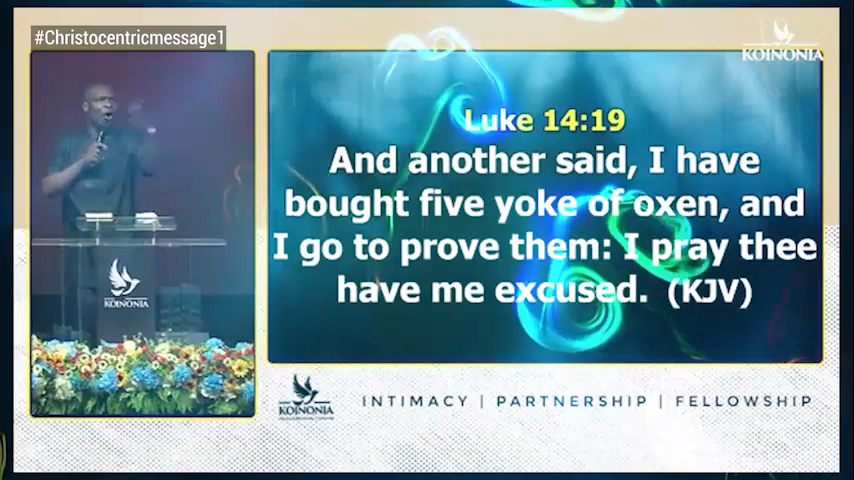 #Christocentricmessage1
KOINONIA
Luke 14:19
And another said, I have
bought five yoke of oxen, and
I go to prove them: I pray thee
have me excused. (KJV)
KOINONIA
KOINONIA
INTIMACY | PARTNERSHIP | FELLOWSHIP